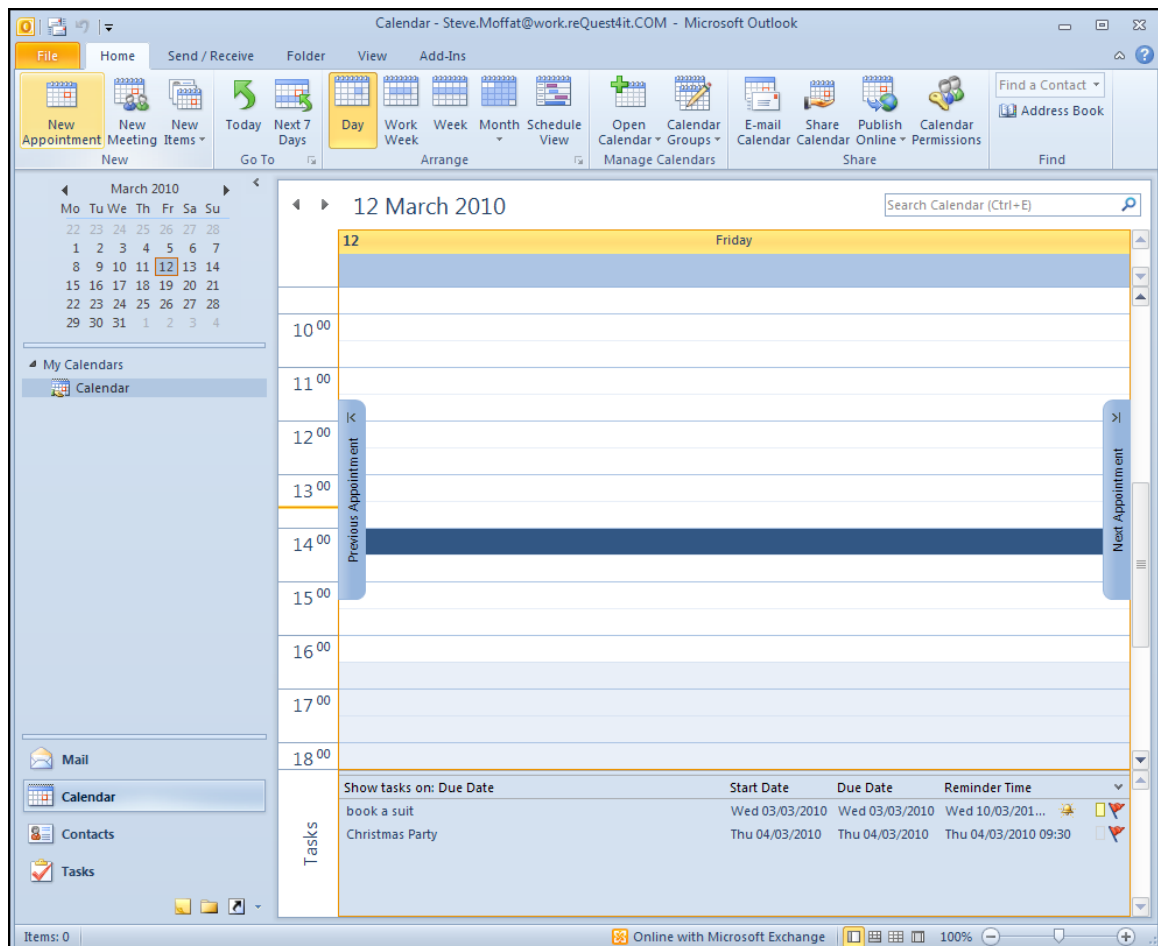 Calendar - Steve.Moffat@work.reQuest4it.COM - Microsoft Outlook
File Home Send / Receive Folder View Add-Ins
New Appointment
New Meeting
New Items
Today
Next 7 Days
Day
Work Week
Week
Month
Schedule View
Open Calendar
Calendar Groups
E-mail Calendar
Share Calendar
Publish Online
Calendar Permissions
Find a Contact
Address Book
New Go To Arrange Manage Calendars Share Find
March 2010
Mo Tu We Th Fr Sa Su
22 23 24 25 26 27 28
1 2 3 4 5 6 7
8 9 10 11 12 13 14
15 16 17 18 19 20 21
22 23 24 25 26 27 28
29 30 31 1 2 3 4
My Calendars
Calendar
Mail
Calendar
Contacts
Tasks
12 March 2010
Search Calendar (Ctrl+E)
12 Friday
10 00
11 00
12 00
13 00
14 00
15 00
16 00
17 00
18 00
Previous Appointment
Next Appointment
Tasks
Show tasks on: Due Date Start Date Due Date Reminder Time
book a suit Wed 03/03/2010 Wed 03/03/2010 Wed 10/03/201...
Christmas Party Thu 04/03/2010 Thu 04/03/2010 Thu 04/03/2010 09:30
Items: 0 Online with Microsoft Exchange 100%